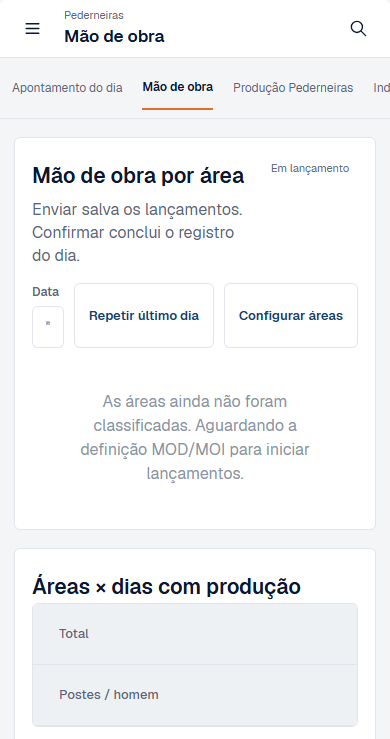 Pederneiras
Mão de obra
Apontamento do dia
Mão de obra
Produção Pederneiras
Ind
Mão de obra por área
Em lançamento
Enviar salva os lançamentos.
Confirmar conclui o registro
do dia.
Data
Repetir último dia
Configurar áreas
As áreas ainda não foram
classificadas. Aguardando a
definição MOD/MOI para iniciar
lançamentos.
Áreas × dias com produção
Total
Postes / homem